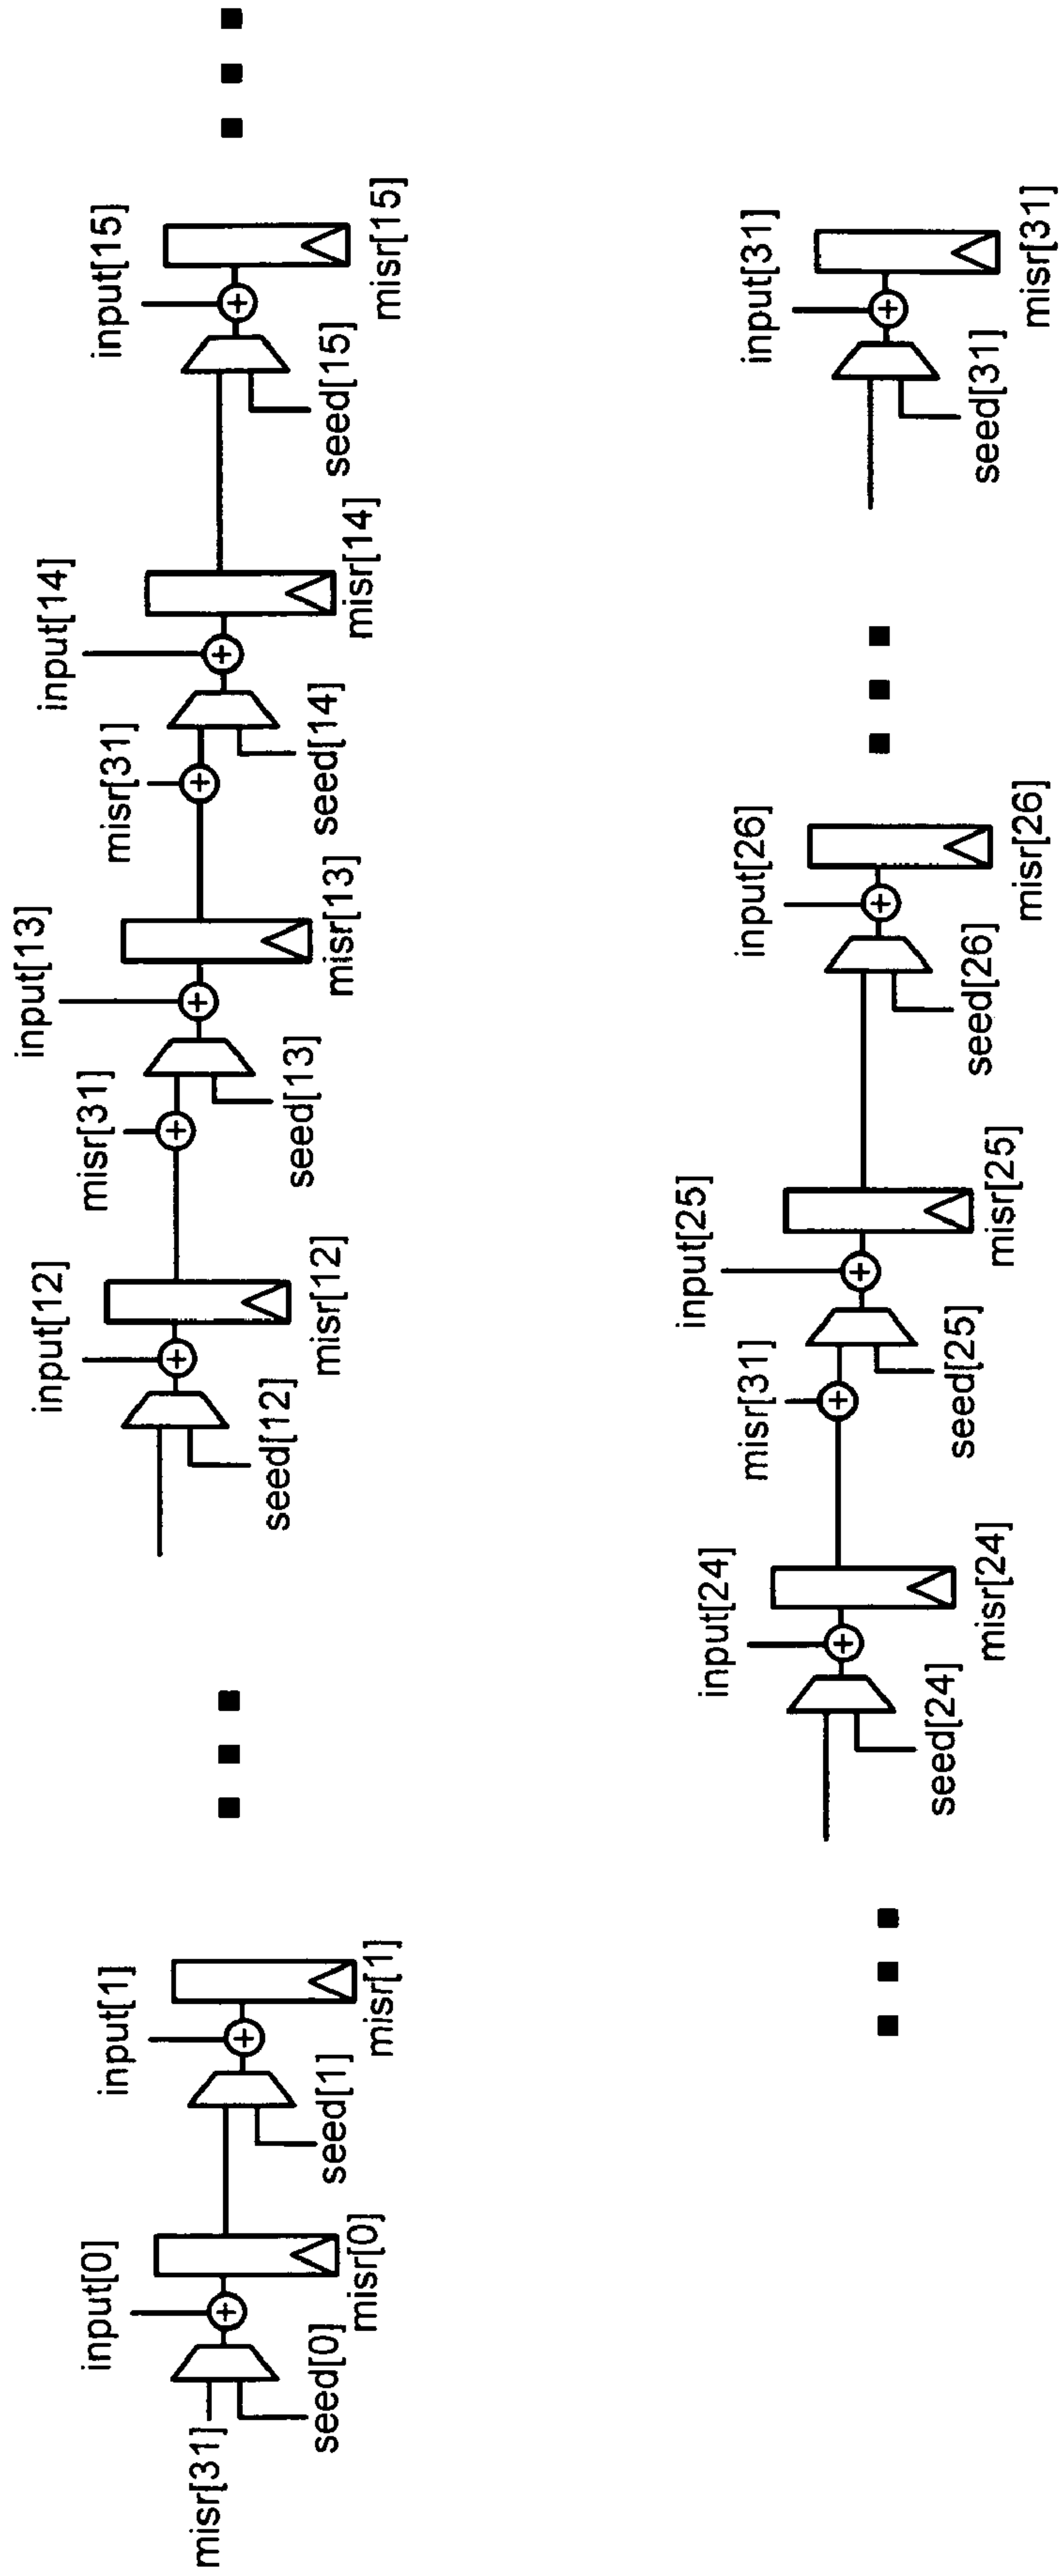 misr[31]
seed[0]
input[0]
misr[0]
seed[1]
input[1]
misr[1]
seed[12]
input[12]
misr[12]
misr[31]
seed[13]
input[13]
misr[13]
misr[31]
seed[14]
input[14]
misr[14]
seed[15]
input[15]
misr[15]
seed[24]
input[24]
misr[24]
misr[31]
seed[25]
input[25]
misr[25]
seed[26]
input[26]
misr[26]
seed[31]
input[31]
misr[31]